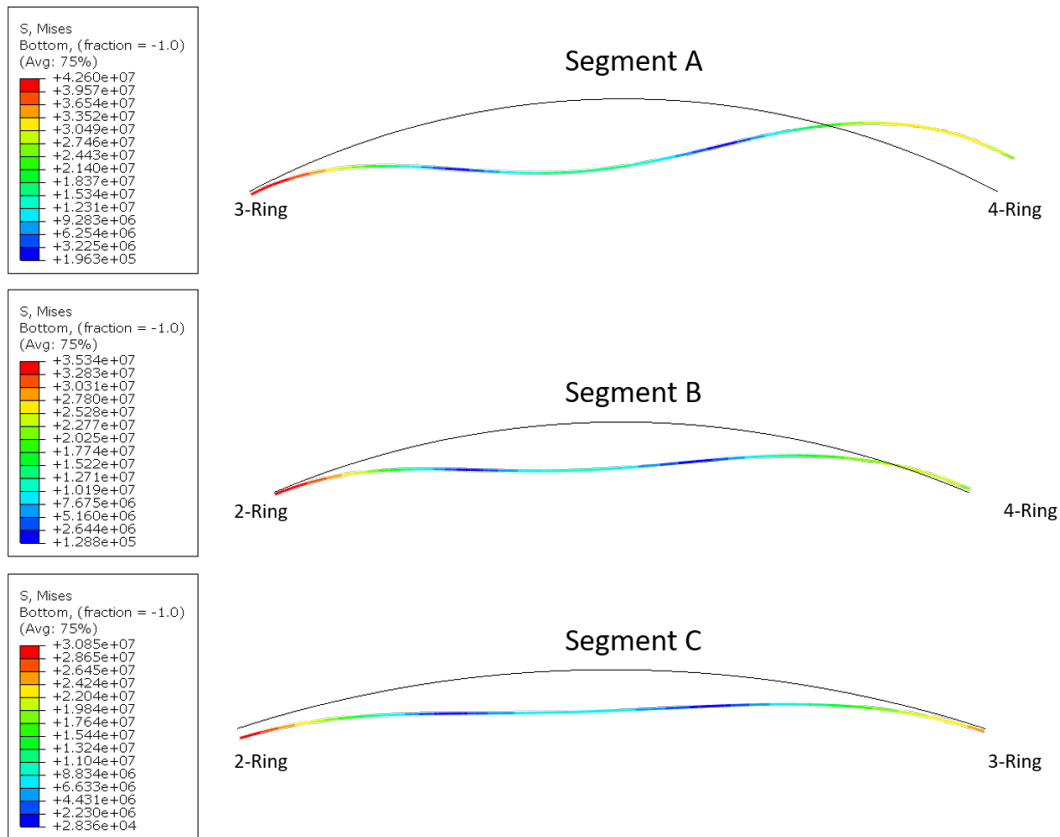 S, Mises
Bottom, (fraction = -1.0)
(Avg: 75%)
+4.260e+07
+3.957e+07
+3.654e+07
+3.352e+07
+3.049e+07
+2.746e+07
+2.443e+07
+2.140e+07
+1.837e+07
+1.534e+07
+1.231e+07
+9.283e+06
+6.254e+06
+3.225e+06
+1.963e+05
Segment A
3-Ring
4-Ring
S, Mises
Bottom, (fraction = -1.0)
(Avg: 75%)
+3.534e+07
+3.283e+07
+3.031e+07
+2.780e+07
+2.528e+07
+2.277e+07
+2.025e+07
+1.774e+07
+1.522e+07
+1.271e+07
+1.019e+07
+7.675e+06
+5.160e+06
+2.644e+06
+1.288e+05
Segment B
2-Ring
4-Ring
S, Mises
Bottom, (fraction = -1.0)
(Avg: 75%)
+3.085e+07
+2.865e+07
+2.645e+07
+2.424e+07
+2.204e+07
+1.984e+07
+1.764e+07
+1.544e+07
+1.324e+07
+1.104e+07
+8.834e+06
+6.633e+06
+4.431e+06
+2.230e+06
+2.836e+04
Segment C
2-Ring
3-Ring